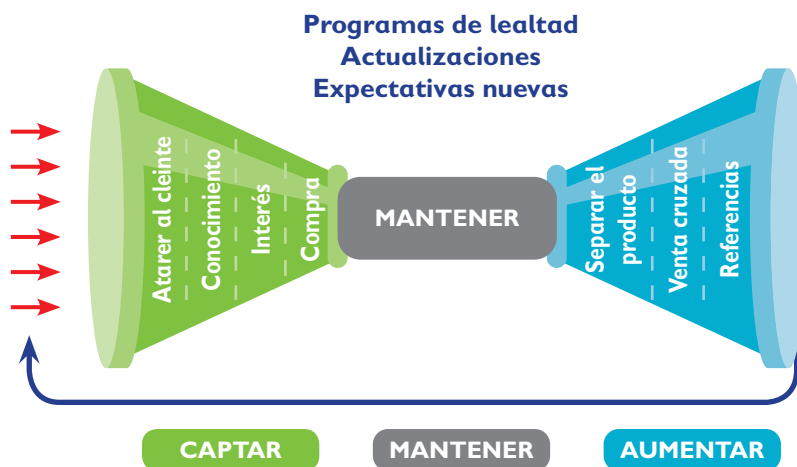 Programas de lealtad
Actualizaciones
Expectativas nuevas
Atarer al cleinte
Conocimiento
Interés
Compra
MANTENER
Separar el
producto
Venta cruzada
Referencias
CAPTAR
MANTENER
AUMENTAR